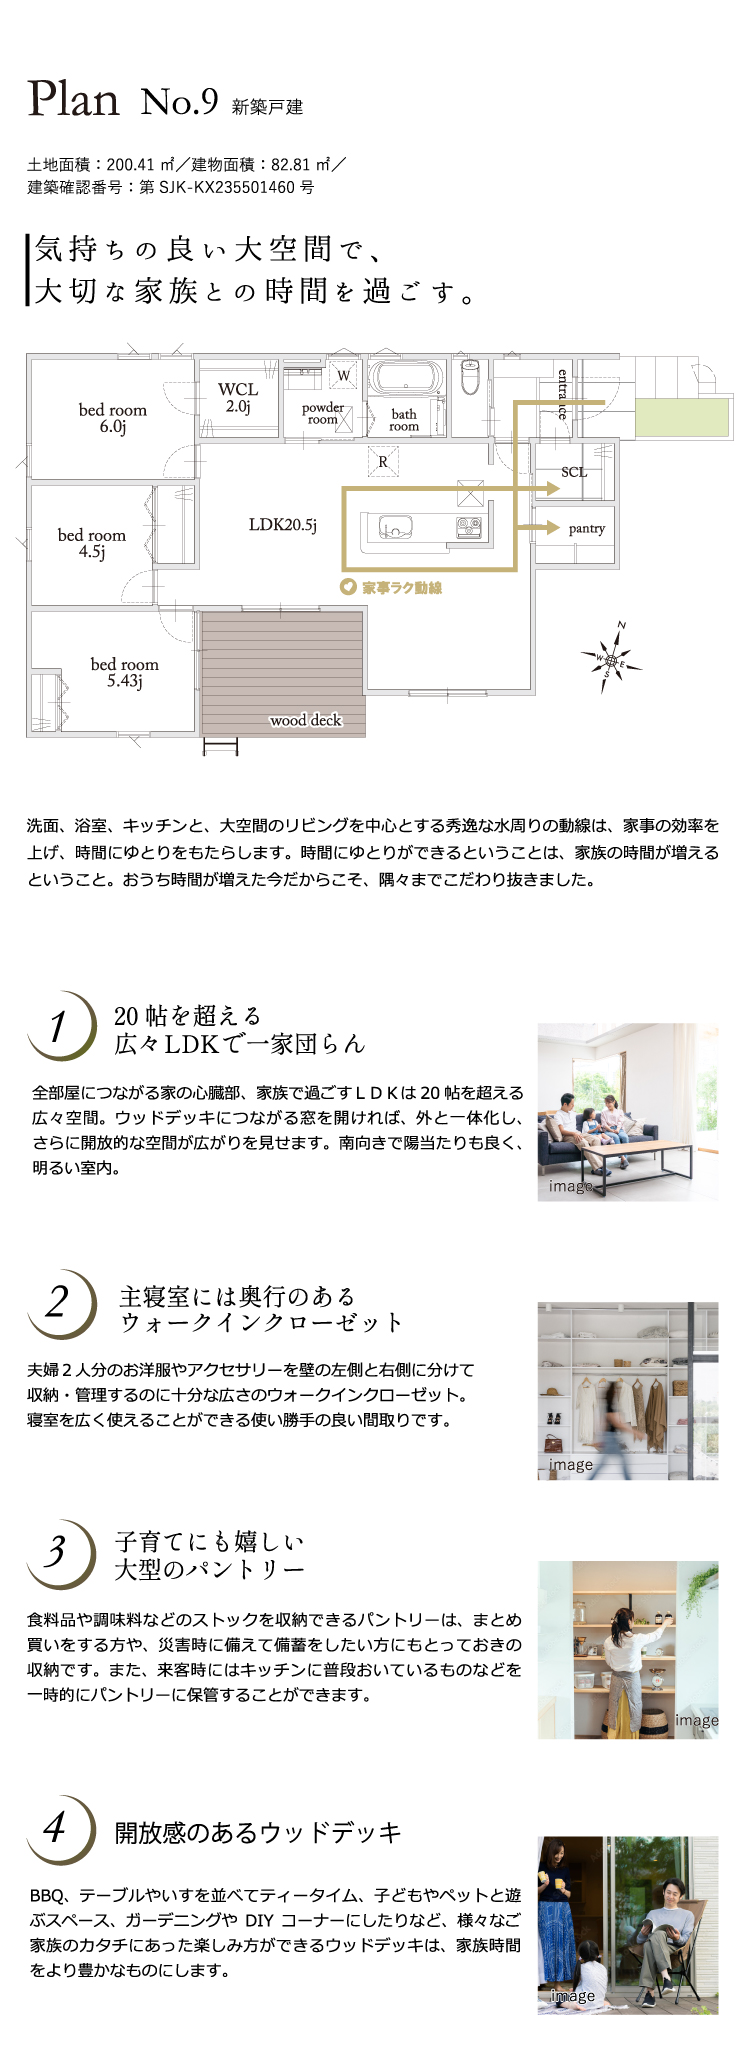 Plan No.9 新築戸建
土地面積：200.41 ㎡／建物面積：82.81 ㎡／
建築確認番号：第 SJK-KX235501460 号
気持ちの良い大空間で、
大切な家族との時間を過ごす。
bed room
6.0j
WCL
2.0j
powder
room
W
bath
room
entrance
R
SCL
bed room
4.5j
LDK20.5j
pantry
家事ラク動線
bed room
5.43j
wood deck
N
W
E
S
洗面、浴室、キッチンと、大空間のリビングを中心とする秀逸な水周りの動線は、家事の効率を
上げ、時間にゆとりをもたらします。時間にゆとりができるということは、家族の時間が増える
ということ。おうち時間が増えた今だからこそ、隅々までこだわり抜きました。
1
20 帖を超える
広々LDKで一家団らん
全部屋につながる家の心臓部、家族で過ごすＬＤＫは 20 帖を超える
広々空間。ウッドデッキにつながる窓を開ければ、外と一体化し、
さらに開放的な空間が広がりを見せます。南向きで陽当たりも良く、
明るい室内。
image
2
主寝室には奥行のある
ウォークインクローゼット
夫婦２人分のお洋服やアクセサリーを壁の左側と右側に分けて
収納・管理するのに十分な広さのウォークインクローゼット。
寝室を広く使えることができる使い勝手の良い間取りです。
image
3
子育てにも嬉しい
大型のパントリー
食料品や調味料などのストックを収納できるパントリーは、まとめ
買いをする方や、災害時に備えて備蓄をしたい方にもとっておきの
収納です。また、来客時にはキッチンに普段おいているものなどを
一時的にパントリーに保管することができます。
image
4
開放感のあるウッドデッキ
BBQ、テーブルやいすを並べてティータイム、子どもやペットと遊
ぶスペース、ガーデニングや DIY コーナーにしたりなど、様々なご
家族のカタチにあった楽しみ方ができるウッドデッキは、家族時間
をより豊かなものにします。
image